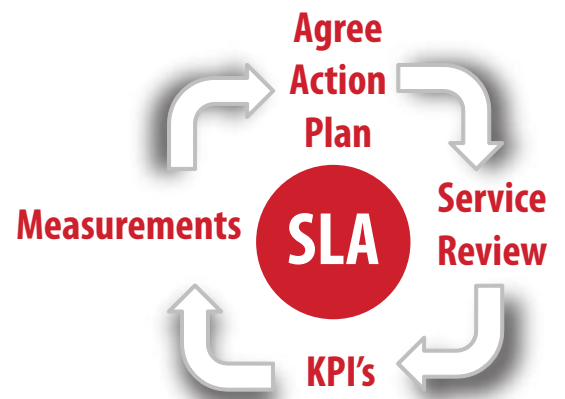 Agree
Action
Plan
Service
Review
Measurements
SLA
KPI's